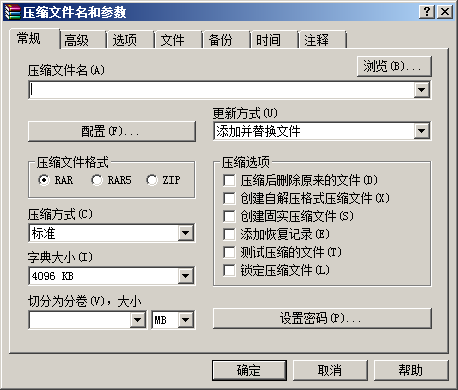 压缩文件名和参数
常规 高级 选项 文件 备份 时间 注释
压缩文件名(A)
浏览(B)...
更新方式(U)
配置(F)...
添加并替换文件
压缩文件格式
RAR RAR5 ZIP
压缩选项
压缩后删除原来的文件(D)
创建自解压格式压缩文件(X)
创建固实压缩文件(S)
添加恢复记录(E)
测试压缩的文件(T)
锁定压缩文件(L)
压缩方式(C)
标准
字典大小(I)
4096 KB
切分为分卷(V)，大小
MB
设置密码(P)...
确定 取消 帮助